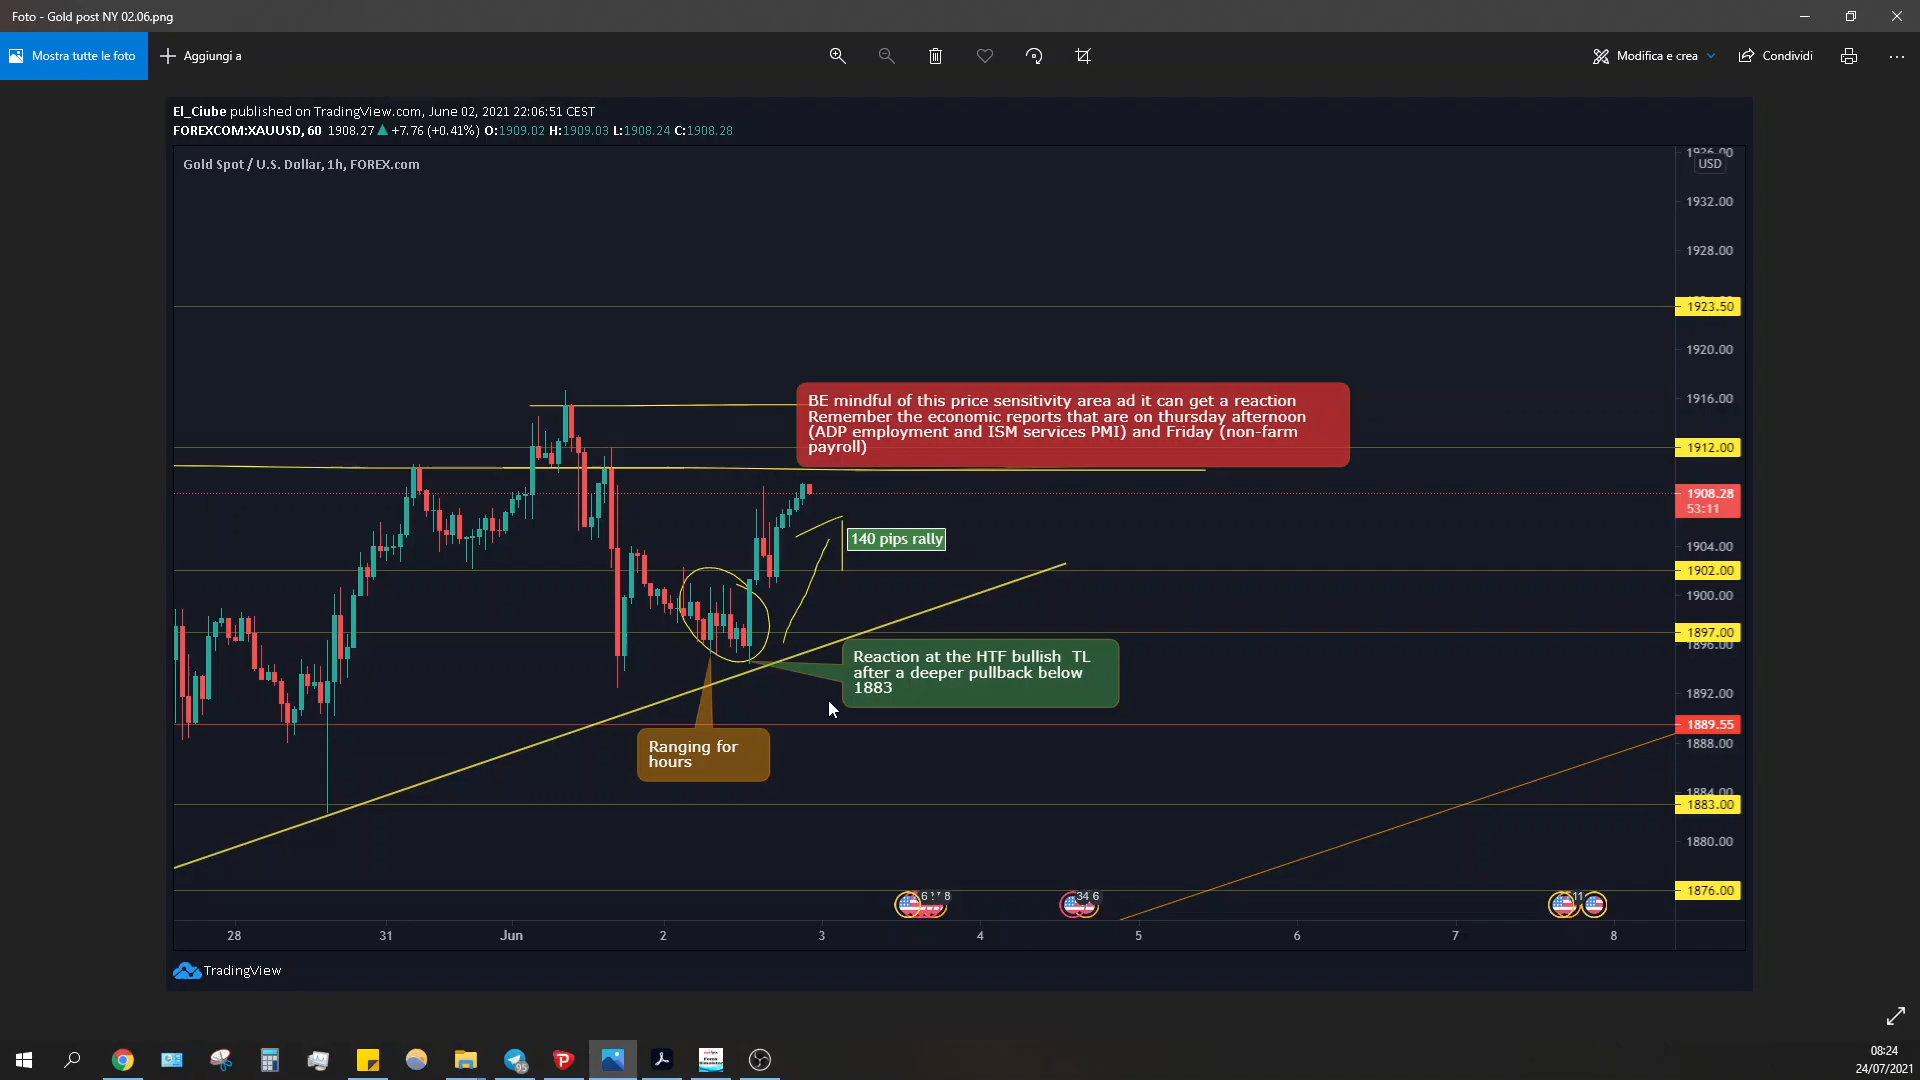 Foto - Gold post NY 02.06.png
Mostra tutte le foto
Aggiungi a
Modifica e crea
Condividi
El_Ciube published on TradingView.com, June 02, 2021 22:06:51 CEST
FOREXCOM:XAUUSD, 60 1908.27 ▲ +7.76 (+0.41%) O:1909.02 H:1909.03 L:1908.24 C:1908.28
Gold Spot / U.S. Dollar, 1h, FOREX.com
USD
1932.00
1928.00
1923.50
1920.00
1916.00
1912.00
1908.28
53:11
1904.00
1902.00
1900.00
1897.00
1896.00
1892.00
1889.55
1888.00
1884.00
1883.00
1880.00
1876.00
BE mindful of this price sensitivity area ad it can get a reaction
Remember the economic reports that are on thursday afternoon
(ADP employment and ISM services PMI) and Friday (non-farm
payroll)
140 pips rally
Reaction at the HTF bullish TL
after a deeper pullback below
1883
Ranging for
hours
28 31 Jun 2 3 4 5 6 7 8
TradingView
95
08:24
24/07/2021